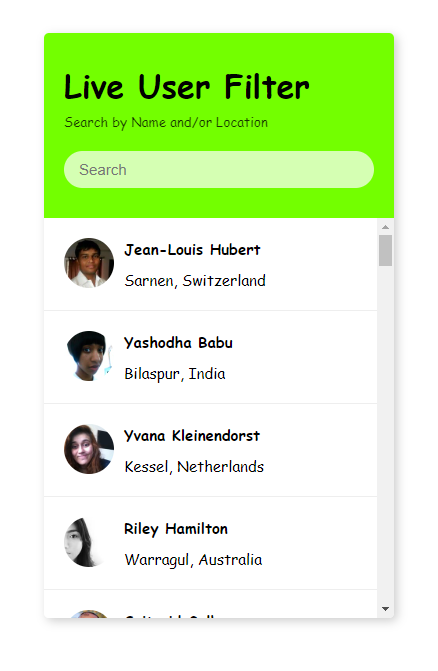 Live User Filter
Search by Name and/or Location
Search
Jean-Louis Hubert
Sarnen, Switzerland
Yashodha Babu
Bilaspur, India
Yvana Kleinendorst
Kessel, Netherlands
Riley Hamilton
Warragul, Australia